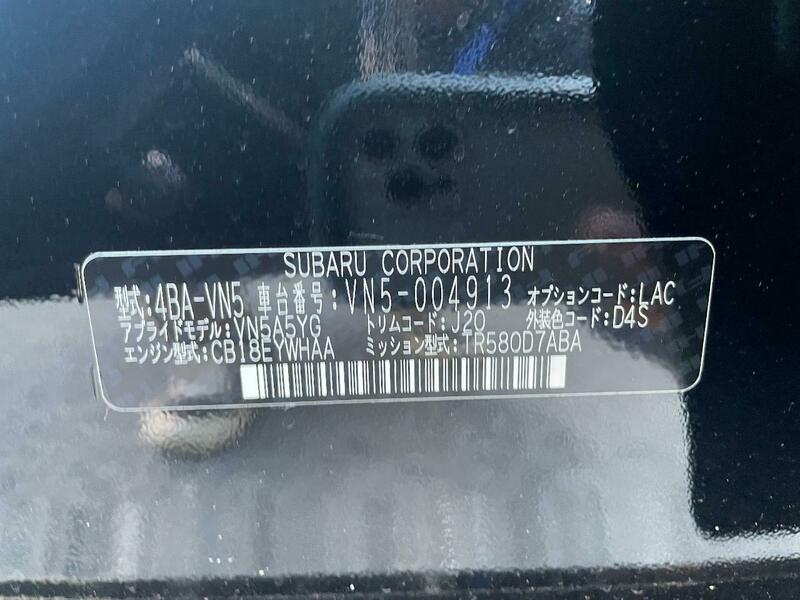 SUBARU CORPORATION
型式:4BA-VN5 車台番号:VN5-004913 オプションコード:LAC
アプライドモデル:VN5A5YG トリムコード:J20 外装色コード:D4S
エンジン型式:CB18EYWHAA ミッション型式:TR580D7ABA